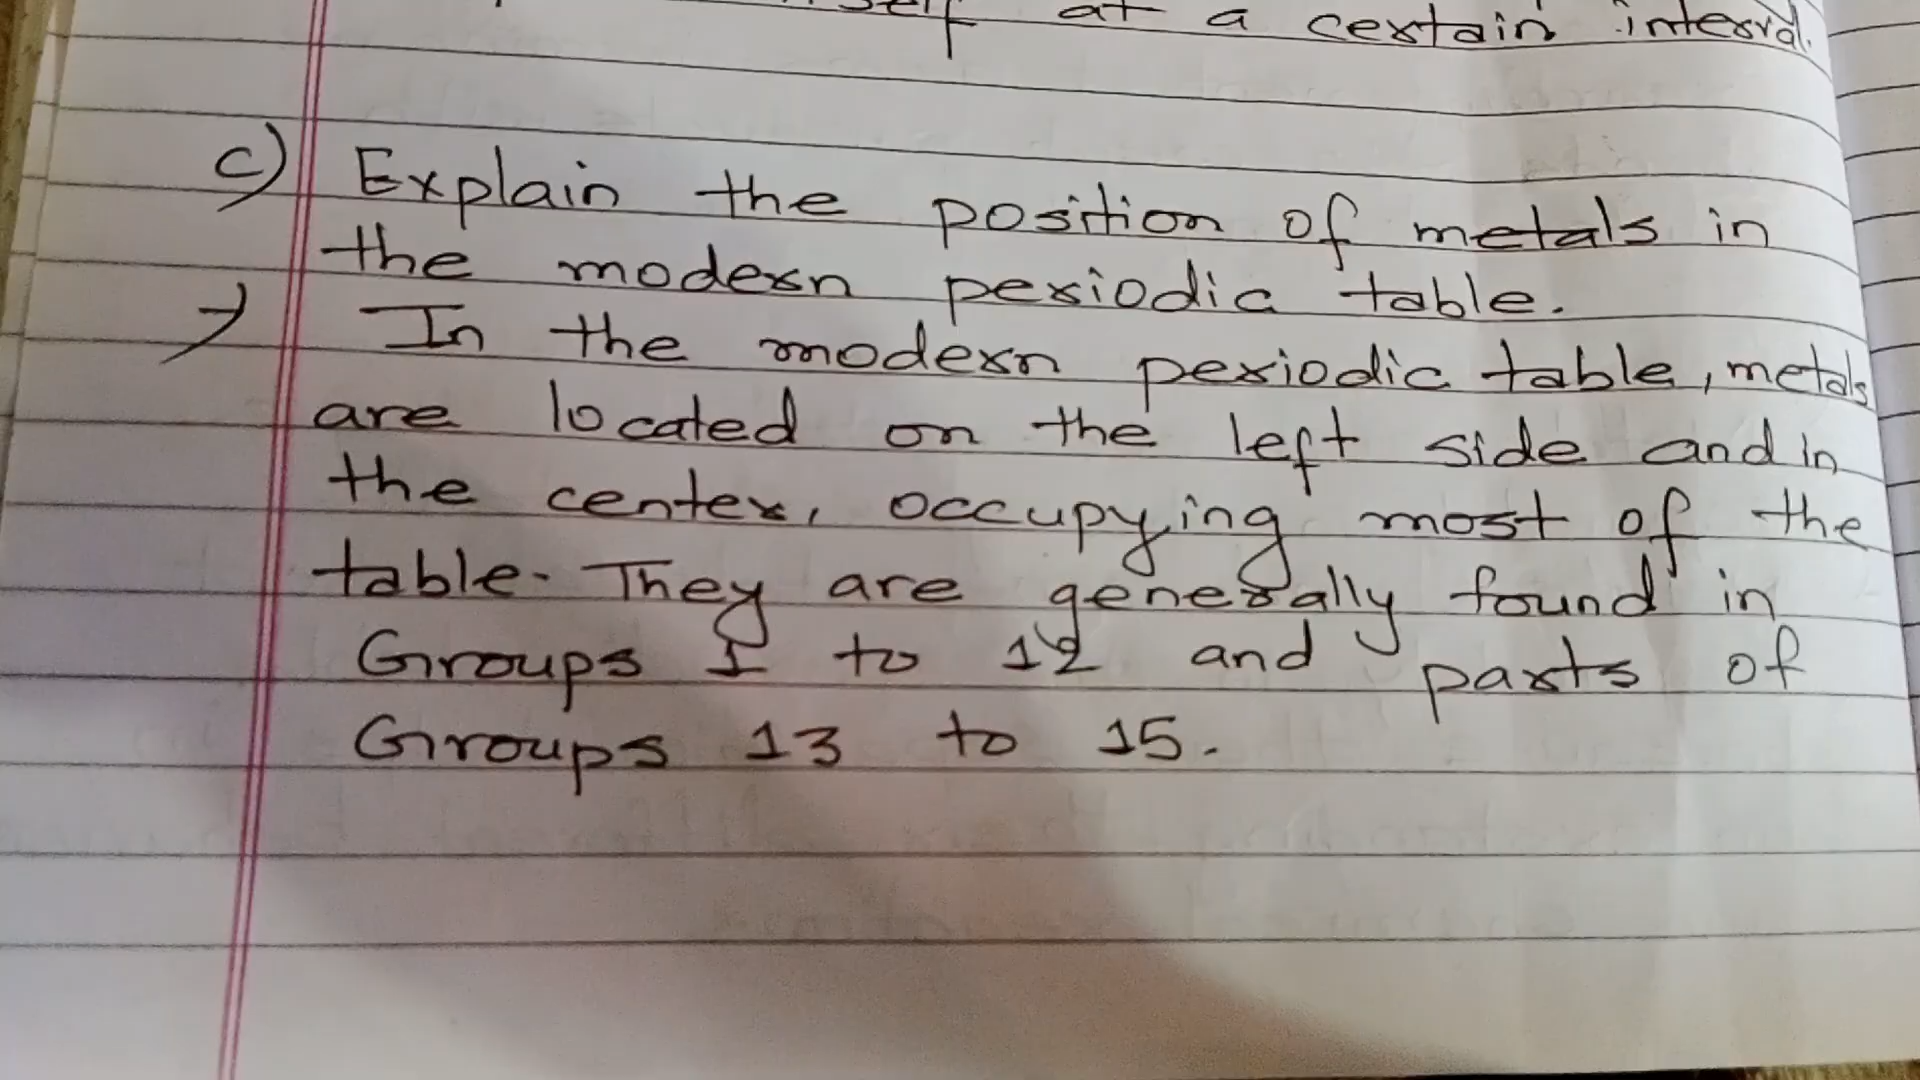 at a certain interval.
c) Explain the position of metals in
the modern periodic table.
In the modern periodic table, metals
are located on the left side and in
the center, occupying most of the
table. They are generally found in
Groups 1 to 12 and parts of
Groups 13 to 15.